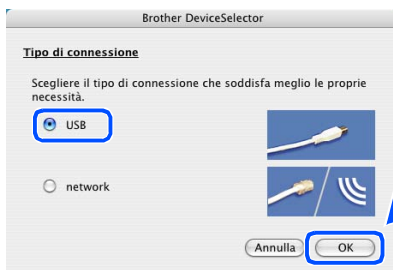 Brother DeviceSelector
Tipo di connessione
Scegliere il tipo di connessione che soddisfa meglio le proprie
necessità.
USB
network
Annulla OK